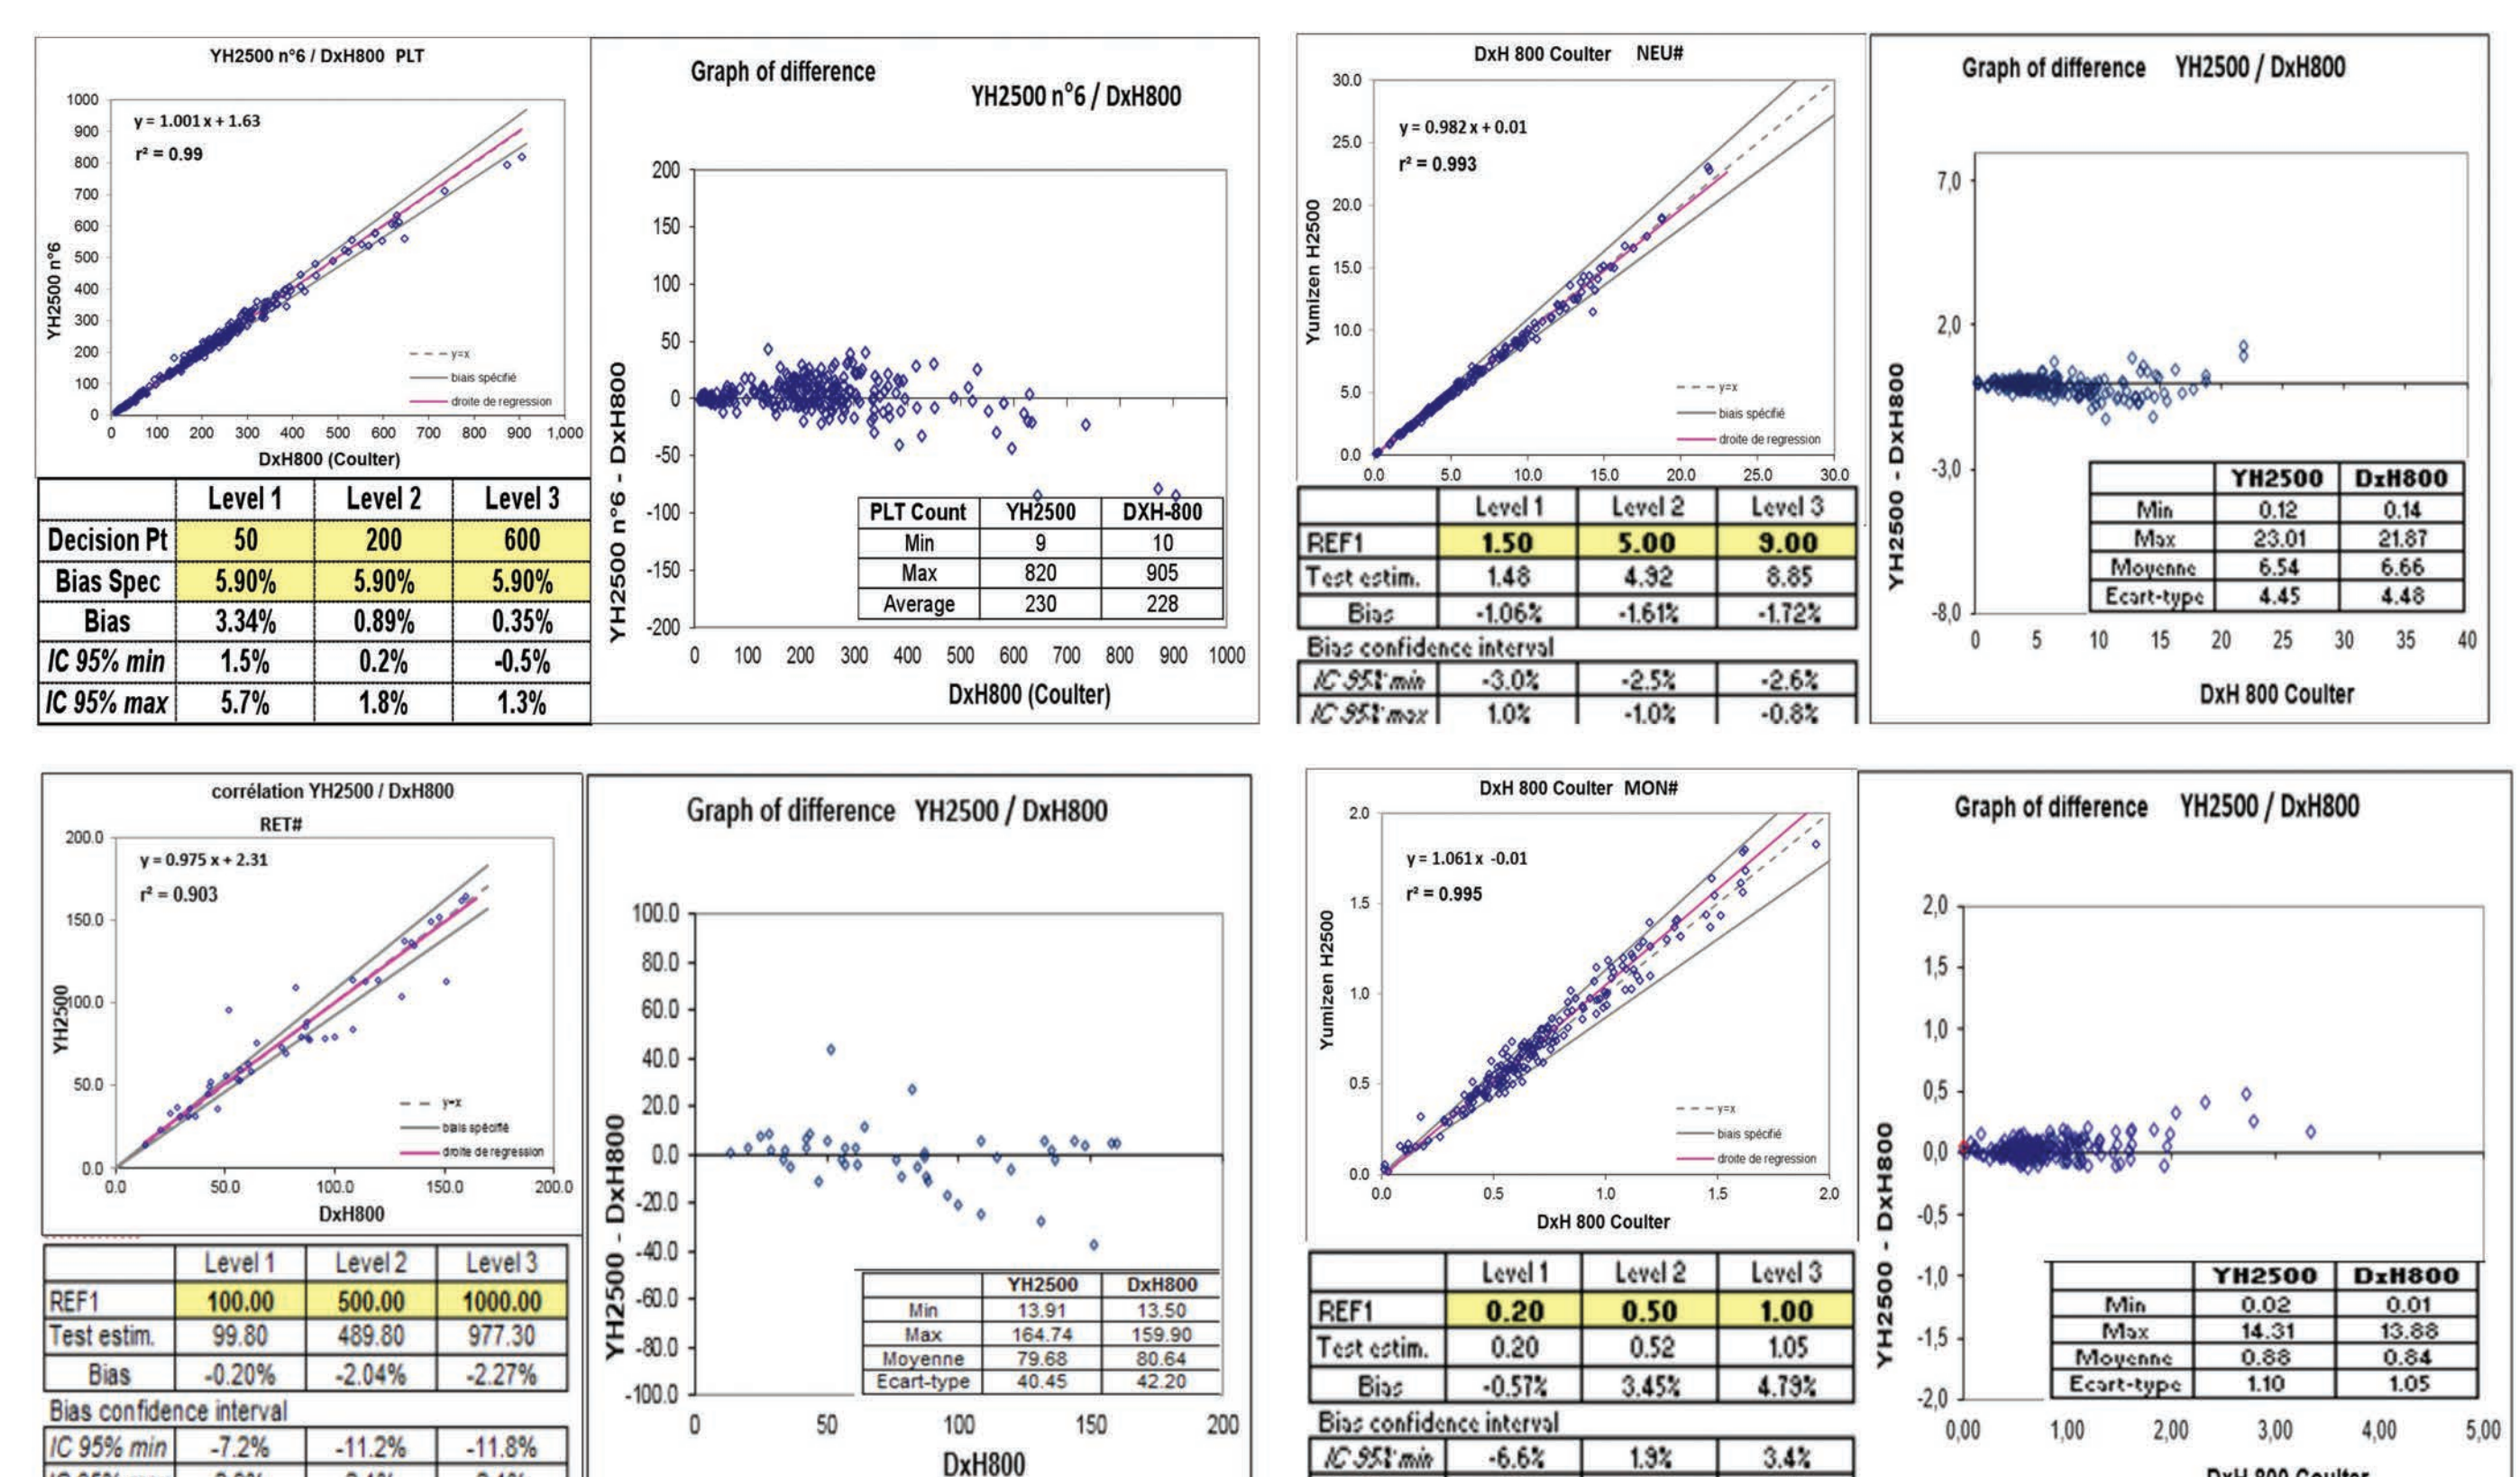 YH2500 n°6 / DxH800 PLT
1000
900
800
700
600
500
400
300
200
100
0
y = 1.001 x + 1.63
r² = 0.99
YH2500 n°6
y=x
biais spécifié
droite de regression
0 100 200 300 400 500 600 700 800 900 1,000
DxH800 (Coulter)
Level 1 Level 2 Level 3
Decision Pt 50 200 600
Bias Spec 5.90% 5.90% 5.90%
Bias 3.34% 0.89% 0.35%
IC 95% min 1.5% 0.2% -0.5%
IC 95% max 5.7% 1.8% 1.3%
Graph of difference
YH2500 n°6 / DxH800
200
150
100
50
0
-50
-100
-150
-200
YH2500 n°6 - DxH800
PLT Count YH2500 DXH-800
Min 9 10
Max 820 905
Average 230 228
0 100 200 300 400 500 600 700 800 900 1000
DxH800 (Coulter)
DxH 800 Coulter NEU#
30.0
25.0
20.0
15.0
10.0
5.0
0.0
y = 0.982 x + 0.01
r² = 0.993
Yumizen H2500
y=x
biais spécifié
droite de regression
0.0 5.0 10.0 15.0 20.0 25.0 30.0
Level 1 Level 2 Level 3
REF1 1.50 5.00 9.00
Test estim. 1.48 4.92 8.85
Bias -1.06% -1.61% -1.72%
Bias confidence interval
IC 95% min -3.0% -2.5% -2.6%
IC 95% max 1.0% -1.0% -0.8%
Graph of difference YH2500 / DxH800
7,0
2,0
-3,0
-8,0
YH2500 - DxH800
YH2500 DxH800
Min 0.12 0.14
Max 23.01 21.87
Moyenne 6.54 6.66
Ecart-type 4.45 4.48
0 5 10 15 20 25 30 35 40
DxH 800 Coulter
corrélation YH2500 / DxH800
RET#
200.0
150.0
100.0
50.0
0.0
y = 0.975 x + 2.31
r² = 0.903
YH2500
y=x
biais spécifié
droite de regression
0.0 50.0 100.0 150.0 200.0
DxH800
Level 1 Level 2 Level 3
REF1 100.00 500.00 1000.00
Test estim. 99.80 489.80 977.30
Bias -0.20% -2.04% -2.27%
Bias confidence interval
IC 95% min -7.2% -11.2% -11.8%
Graph of difference YH2500 / DxH800
100.0
80.0
60.0
40.0
20.0
0.0
-20.0
-40.0
-60.0
-80.0
-100.0
YH2500 - DxH800
YH2500 DxH800
Min 13.91 13.50
Max 164.74 159.90
Moyenne 79.68 80.64
Ecart-type 40.45 42.20
0 50 100 150 200
DxH800
DxH 800 Coulter MON#
2.0
1.5
1.0
0.5
0.0
y = 1.061 x -0.01
r² = 0.995
Yumizen H2500
y=x
biais spécifié
droite de regression
0.0 0.5 1.0 1.5 2.0
DxH 800 Coulter
Level 1 Level 2 Level 3
REF1 0.20 0.50 1.00
Test estim. 0.20 0.52 1.05
Bias -0.57% 3.45% 4.79%
Bias confidence interval
IC 95% min -6.6% 1.9% 3.4%
Graph of difference YH2500 / DxH800
2,0
1,5
1,0
0,5
0,0
-0,5
-1,0
-1,5
-2,0
YH2500 - DxH800
YH2500 DxH800
Min 0.02 0.01
Max 14.31 13.88
Moyenne 0.88 0.84
Ecart-type 1.10 1.05
0,00 1,00 2,00 3,00 4,00 5,00
DxH 800 Coulter